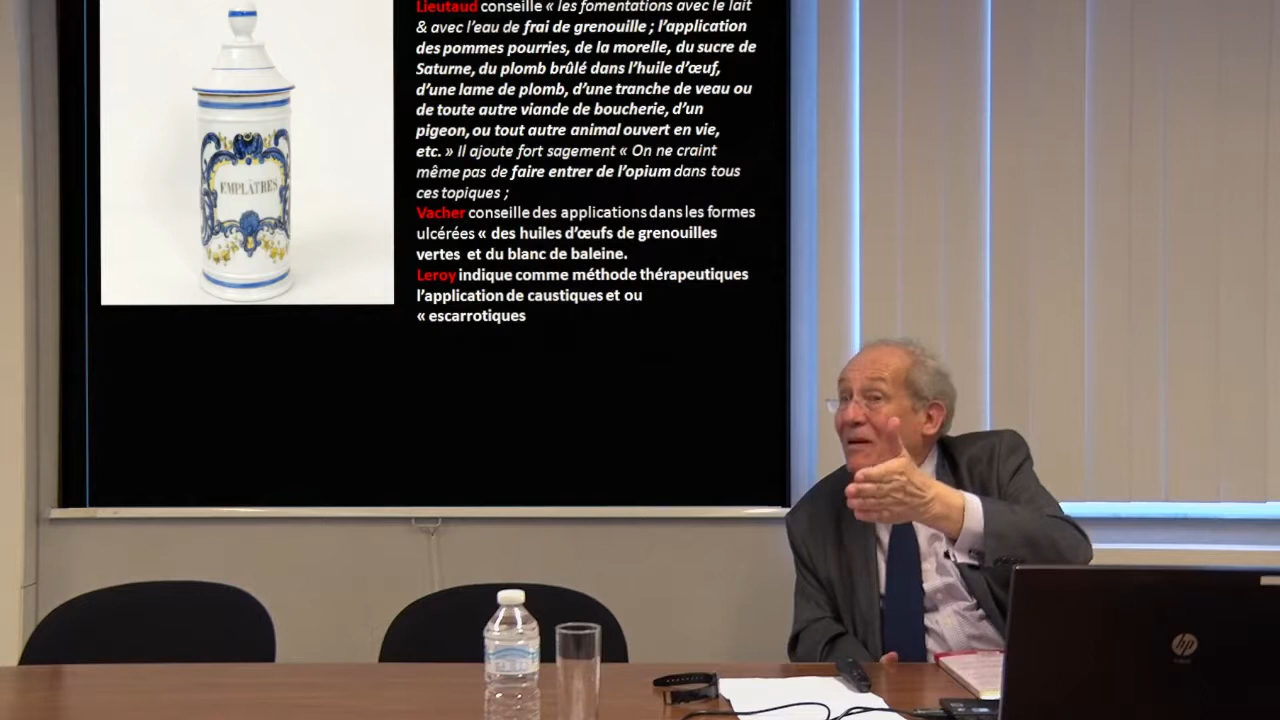 Lieutaud conseille « les fomentations avec le lait
& avec l'eau de frai de grenouille ; l'application
des pommes pourries, de la morelle, du sucre de
Saturne, du plomb brûlé dans l'huile d'œuf,
d'une lame de plomb, d'une tranche de veau ou
de toute autre viande de boucherie, d'un
pigeon, ou tout autre animal ouvert en vie,
etc. » Il ajoute fort sagement « On ne craint
même pas de faire entrer de l'opium dans tous
ces topiques ;
Vacher conseille des applications dans les formes
ulcérées « des huiles d'œufs de grenouilles
vertes et du blanc de baleine.
Leroy indique comme méthode thérapeutiques
l'application de caustiques et ou
« escarrotiques
EMPLÂTRES
hp